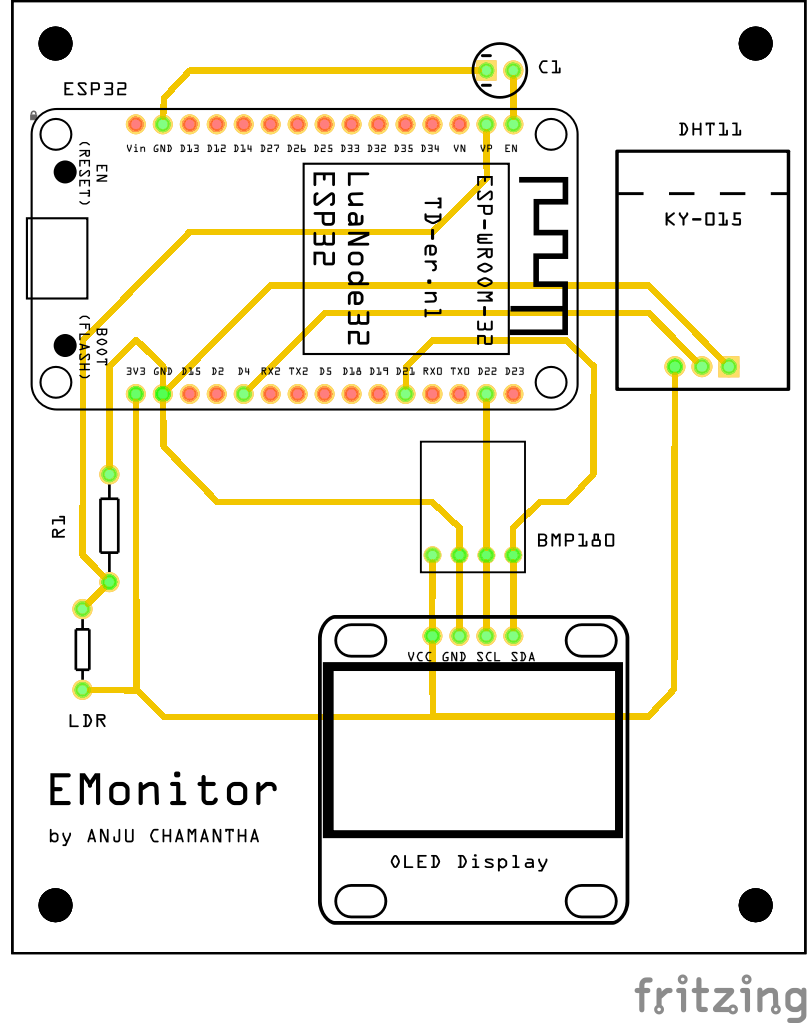 C1
ESP32
DHT11
Vin GND D13 D12 D14 D27 D26 D25 D33 D32 D35 D34 VN VP EN
EN
(RESET)
KY-015
ESP32
LuaNode32
TD-er.nl
ESP-WROOM-32
BOOT
(FLASH)
3V3 GND D15 D2 D4 RX2 TX2 D5 D18 D19 D21 RX0 TX0 D22 D23
R1
BMP180
VCC GND SCL SDA
LDR
EMonitor
by ANJU CHAMANTHA
OLED Display
fritzing